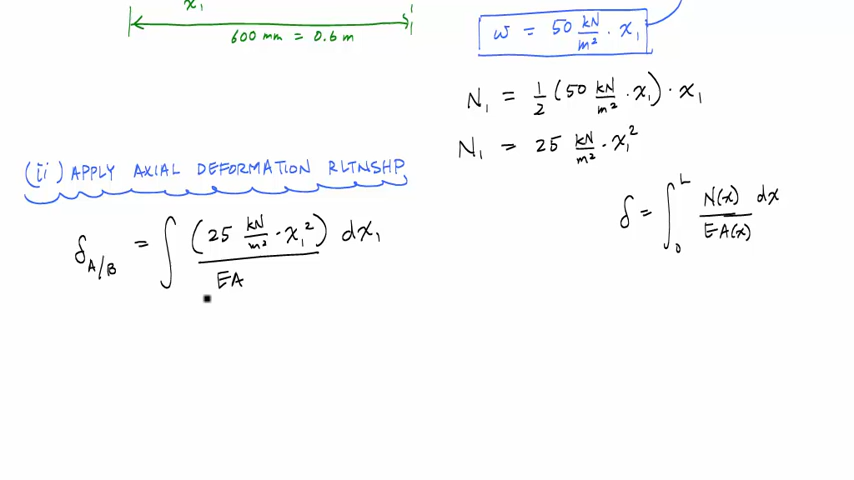 x₁
600 mm = 0.6 m
w = 50 kN/m² · x₁
N₁ = 1/2 (50 kN/m² · x₁) · x₁
N₁ = 25 kN/m² · x₁²
(ii) APPLY AXIAL DEFORMATION RLTNSHP
δ = ∫₀ᴸ N(x) dx / EA(x)
δ_A/B = ∫ (25 kN/m² · x₁²) dx₁ / EA